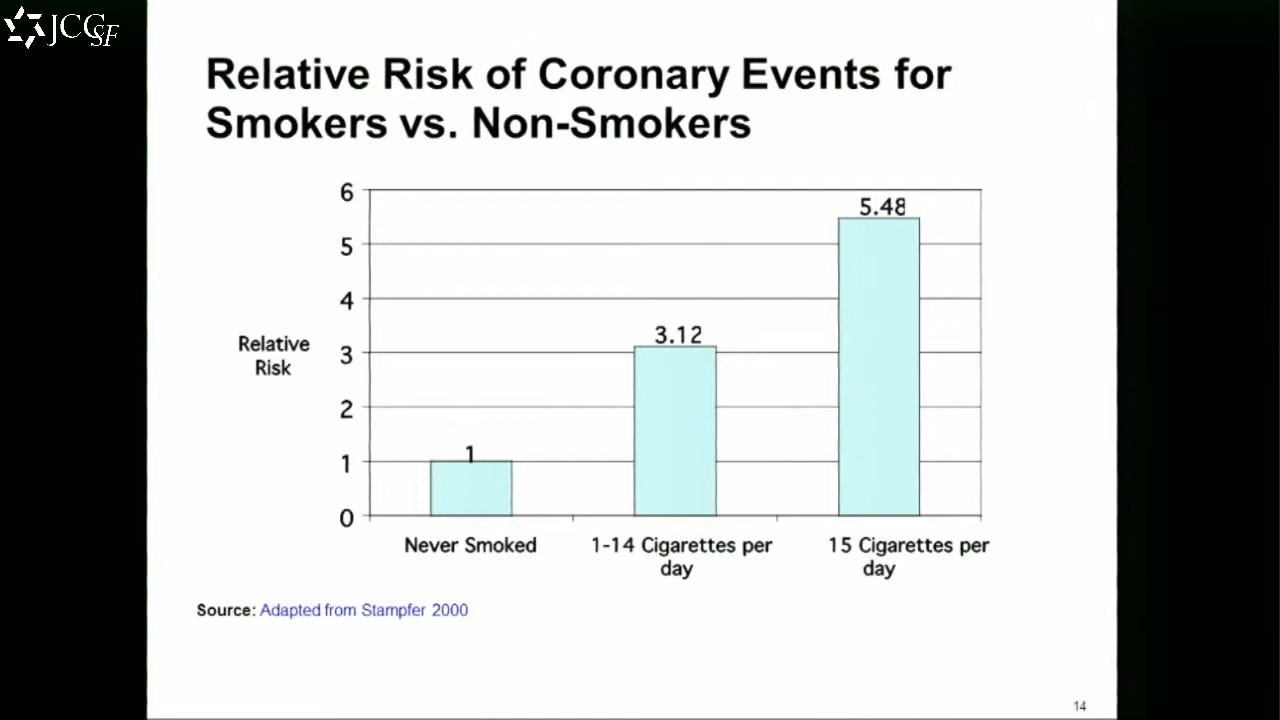 JCCSF
Relative Risk of Coronary Events for
Smokers vs. Non-Smokers
6
5
4
3
2
1
0
Relative
Risk
1
3.12
5.48
Never Smoked
1-14 Cigarettes per
day
15 Cigarettes per
day
Source: Adapted from Stampfer 2000
14